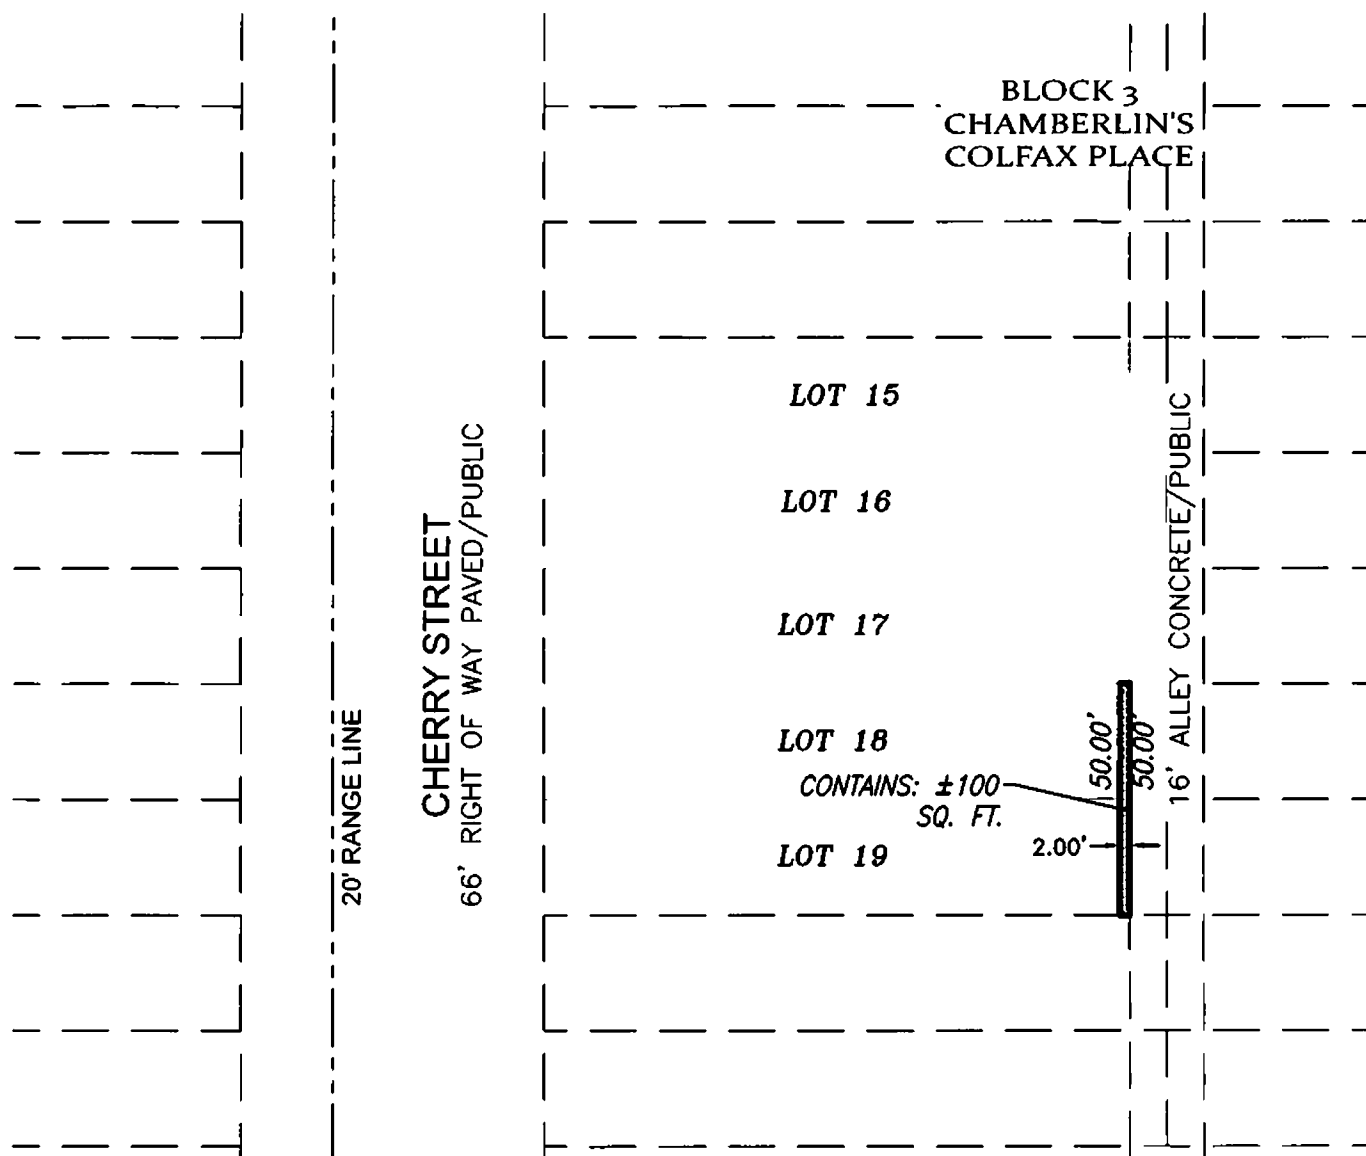 BLOCK 3
CHAMBERLIN'S
COLFAX PLACE
LOT 15
LOT 16
LOT 17
LOT 18
CONTAINS: ±100
SQ. FT.
LOT 19
2.00'
50.00'
50.00'
16' ALLEY CONCRETE/PUBLIC
CHERRY STREET
66' RIGHT OF WAY PAVED/PUBLIC
20' RANGE LINE